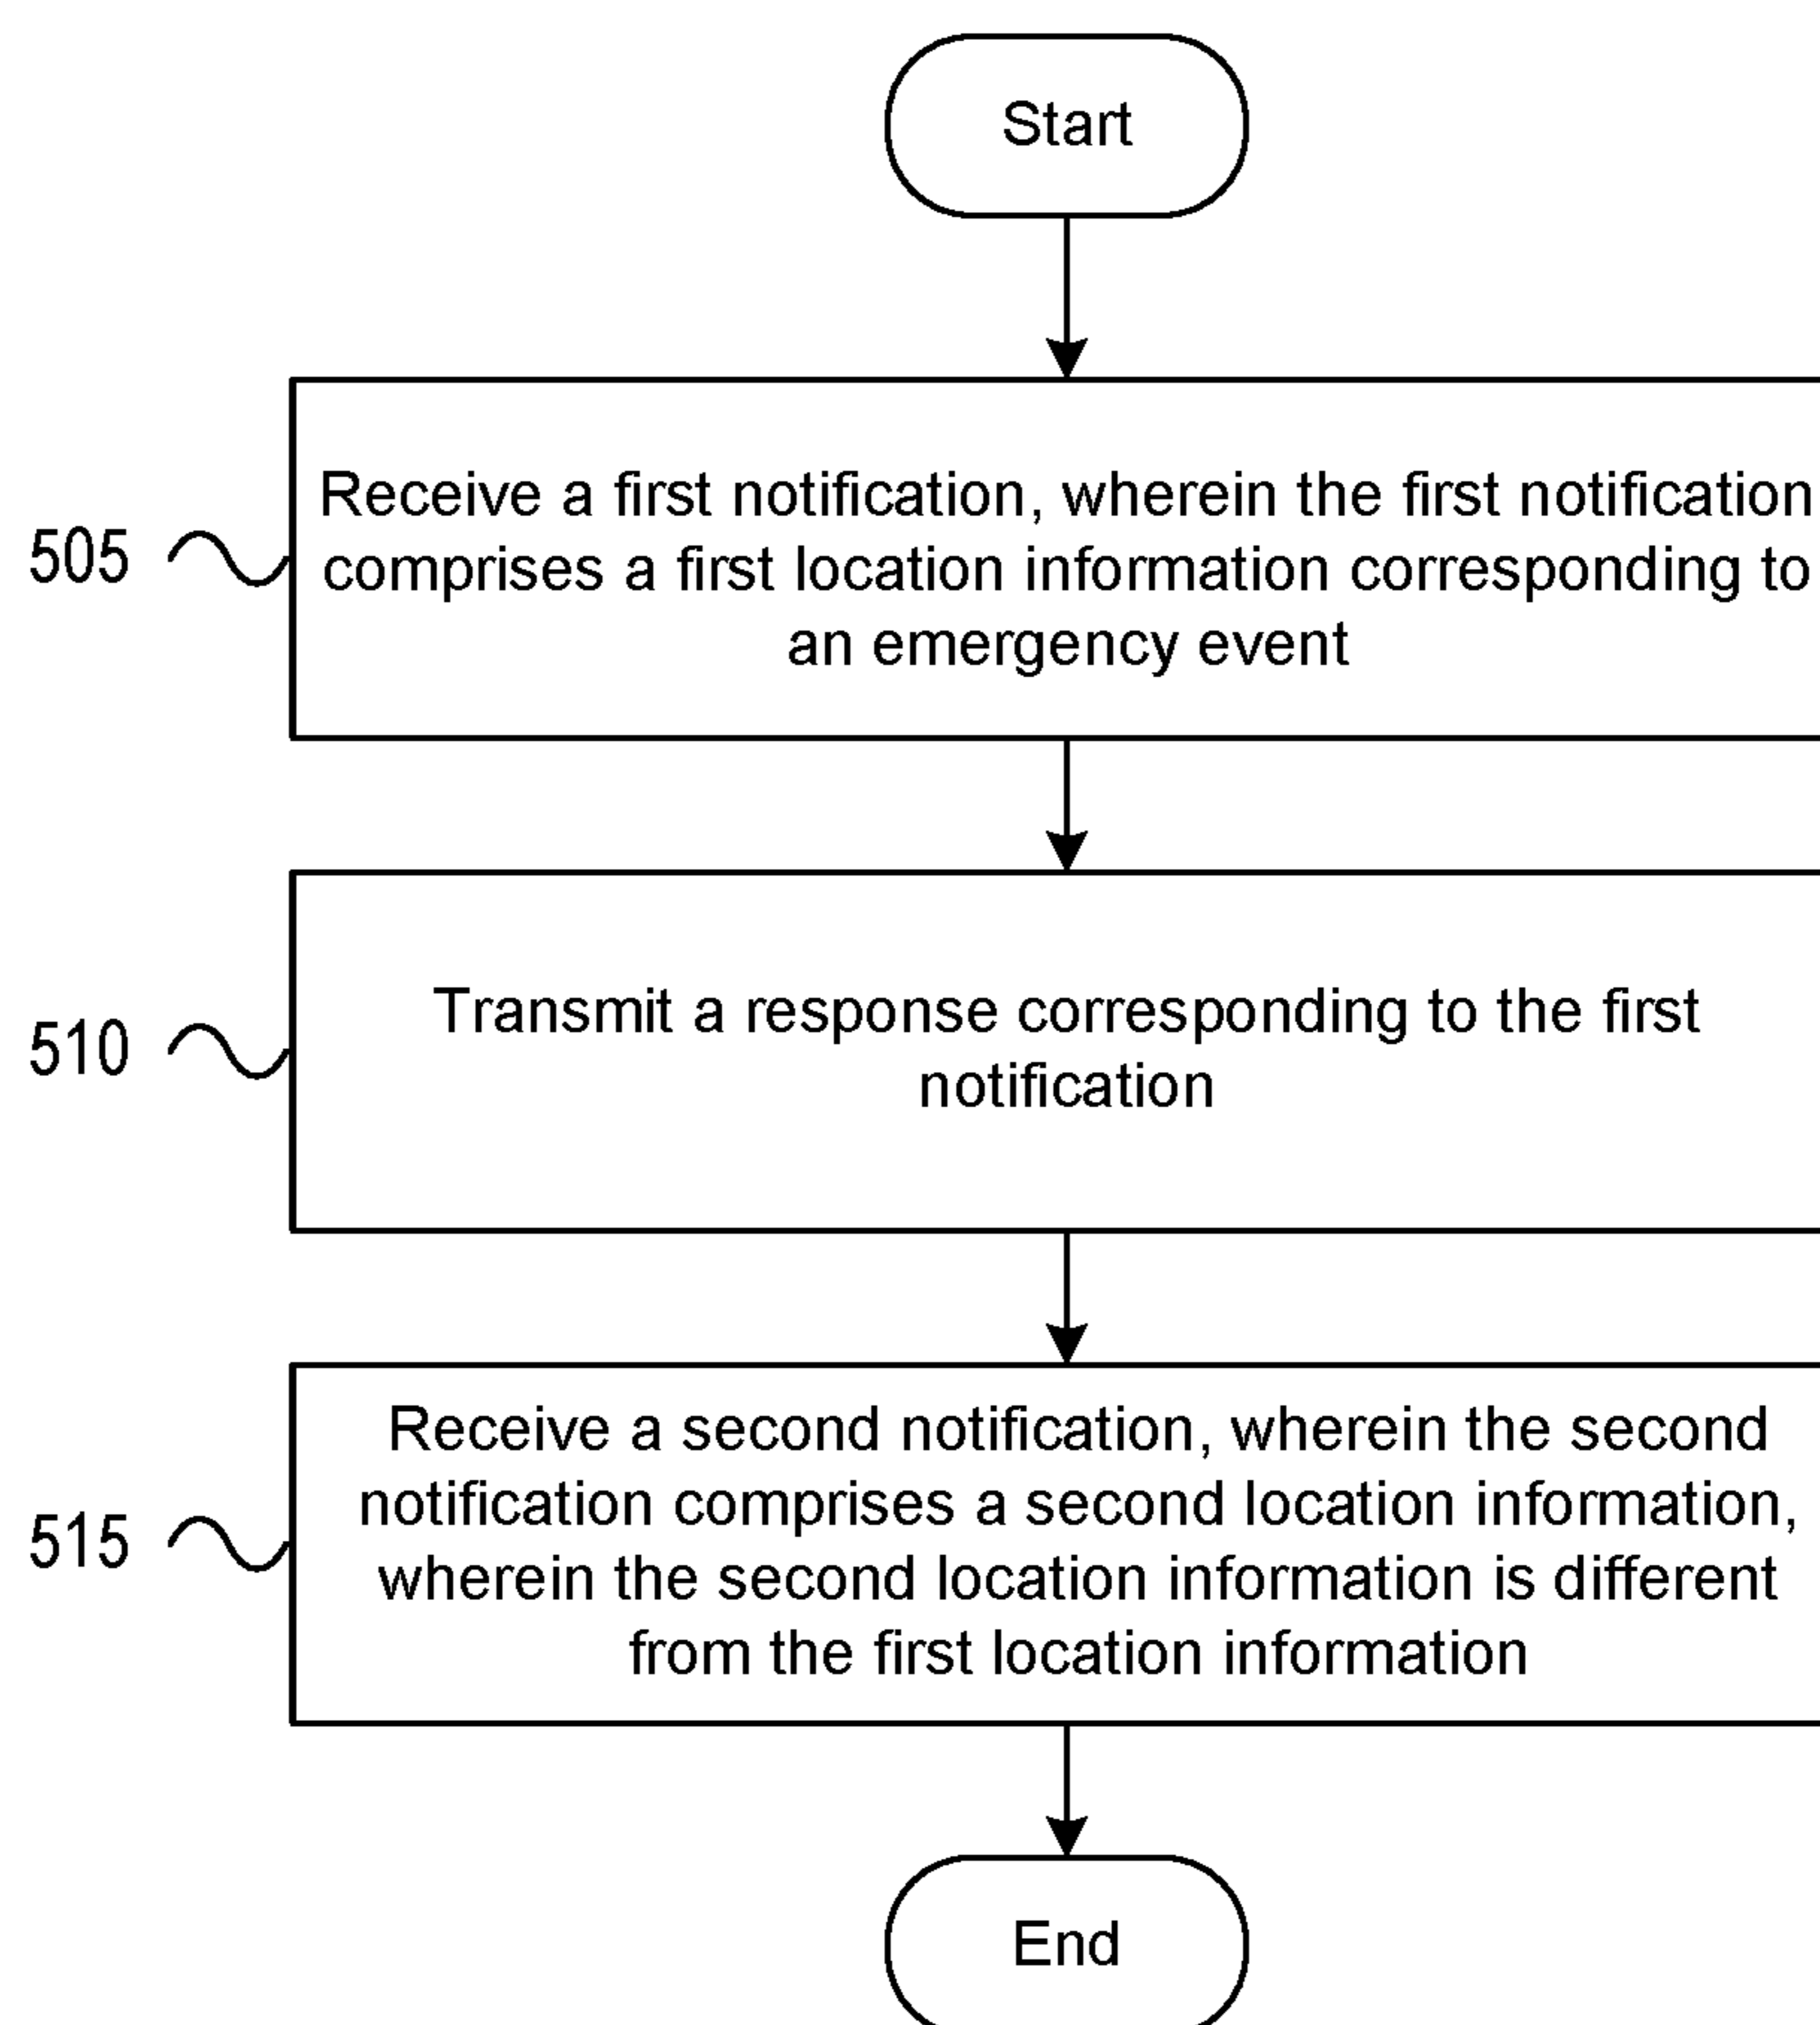 Start
Receive a first notification, wherein the first notification
comprises a first location information corresponding to
an emergency event
505
Transmit a response corresponding to the first
notification
510
Receive a second notification, wherein the second
notification comprises a second location information,
wherein the second location information is different
from the first location information
515
End